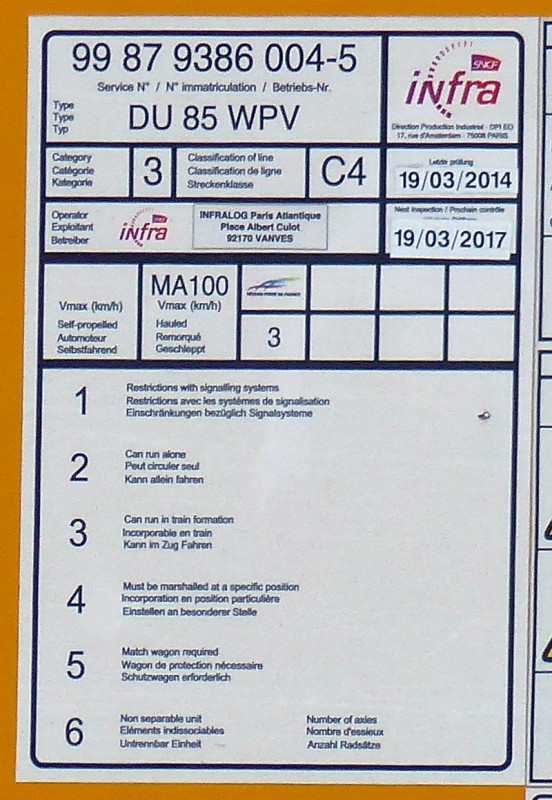 99 87 9386 004-5
Service N° / N° immatriculation / Betriebs-Nr.
Type
Type
Typ
DU 85 WPV
SNCF
infra
Direction Production Industriel - DPI ED
17, rue d'Amsterdam - 75008 PARIS
Category
Catégorie
Kategorie
3
Classification of line
Classification de ligne
Streckenklasse
C4
Letzte prüfung
19/03/2014
Operator
Exploitant
Betreiber
SNCF
infra
INFRALOG Paris Atlantique
Place Albert Culot
92170 VANVES
Next inspection / Prochain contrôle
19/03/2017
Vmax (km/h)
Self-propelled
Automoteur
Selbstfahrend
MA100
Vmax (km/h)
Hauled
Remorqué
Geschleppt
RÉSEAU FERRÉ DE FRANCE
3
1
Restrictions with signalling systems
Restrictions avec les systèmes de signalisation
Einschränkungen bezüglich Signalsysteme
2
Can run alone
Peut circuler seul
Kann allein fahren
3
Can run in train formation
Incorporable en train
Kann im Zug Fahren
4
Must be marshalled at a specific position
Incorporation en position particulière
Einstellen an besonderer Stelle
5
Match wagon required
Wagon de protection nécessaire
Schutzwagen erforderlich
6
Non separable unit
Eléments indissociables
Untrennbar Einheit
Number of axles
Nombre d'essieux
Anzahl Radsätze